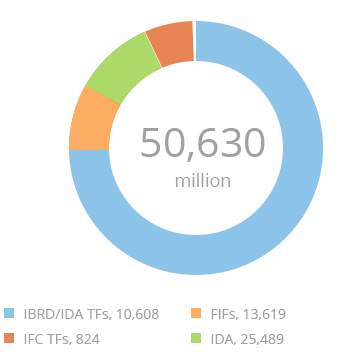 50,630
million
IBRD/IDA TFs, 10,608
FIFs, 13,619
IFC TFs, 824
IDA, 25,489